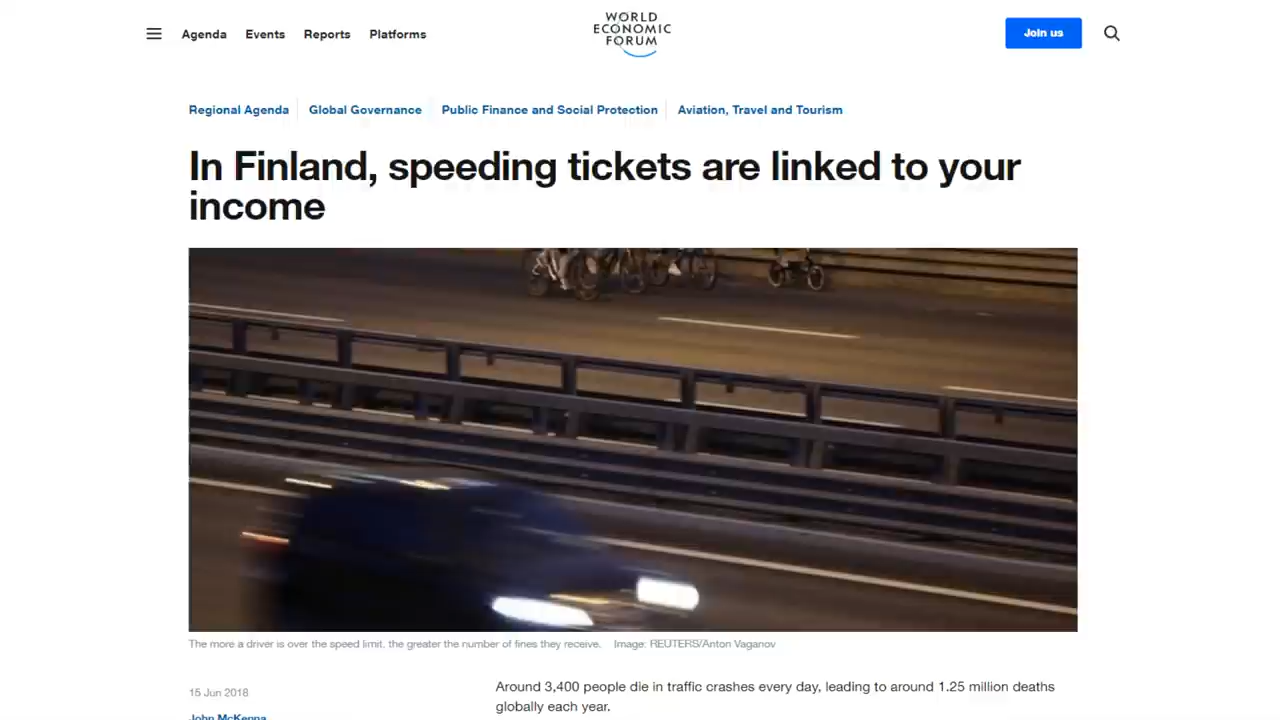 WORLD
ECONOMIC
FORUM
Agenda Events Reports Platforms
Join us
Regional Agenda Global Governance Public Finance and Social Protection Aviation, Travel and Tourism
In Finland, speeding tickets are linked to your
income
The more a driver is over the speed limit, the greater the number of fines they receive. Image: REUTERS/Anton Vaganov
15 Jun 2018
John McKenna
Around 3,400 people die in traffic crashes every day, leading to around 1.25 million deaths
globally each year.